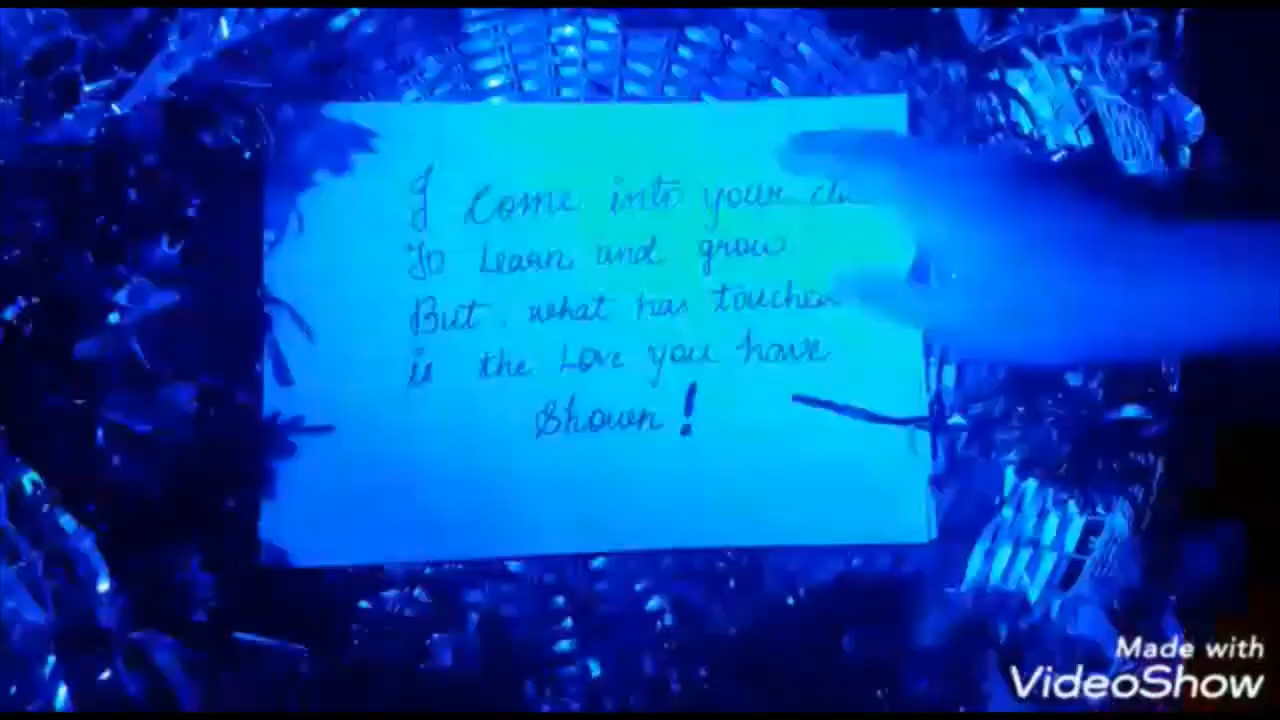 I come into your
To Learn and grow
But what has touched
is the Love you have
Shown!
Made with
VideoShow